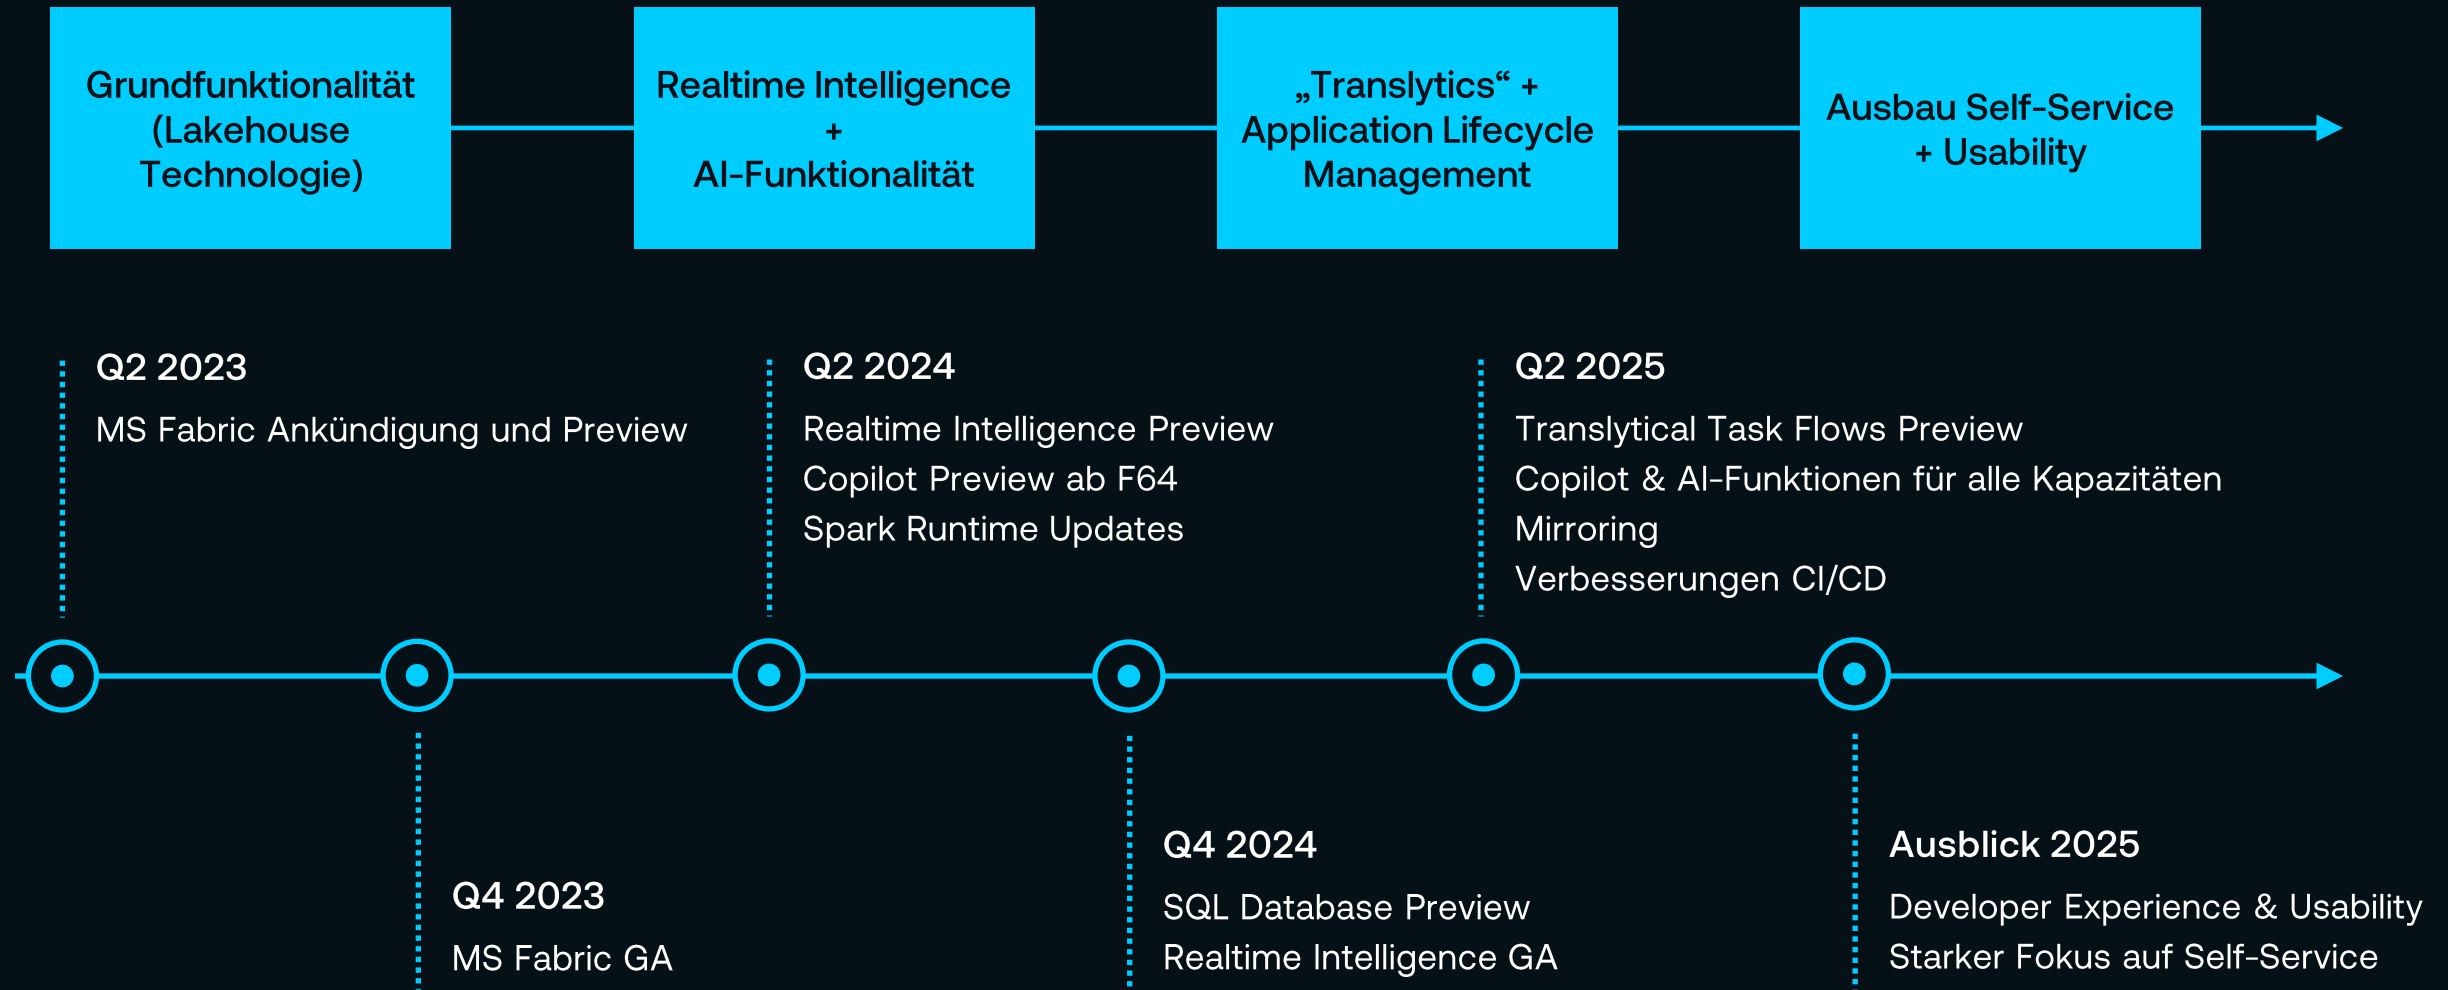 Grundfunktionalität
(Lakehouse
Technologie)
Realtime Intelligence
+
AI-Funktionalität
„Translytics“ +
Application Lifecycle
Management
Ausbau Self-Service
+ Usability
Q2 2023
MS Fabric Ankündigung und Preview
Q2 2024
Realtime Intelligence Preview
Copilot Preview ab F64
Spark Runtime Updates
Q2 2025
Translytical Task Flows Preview
Copilot & AI-Funktionen für alle Kapazitäten
Mirroring
Verbesserungen CI/CD
Q4 2023
MS Fabric GA
Q4 2024
SQL Database Preview
Realtime Intelligence GA
Ausblick 2025
Developer Experience & Usability
Starker Fokus auf Self-Service